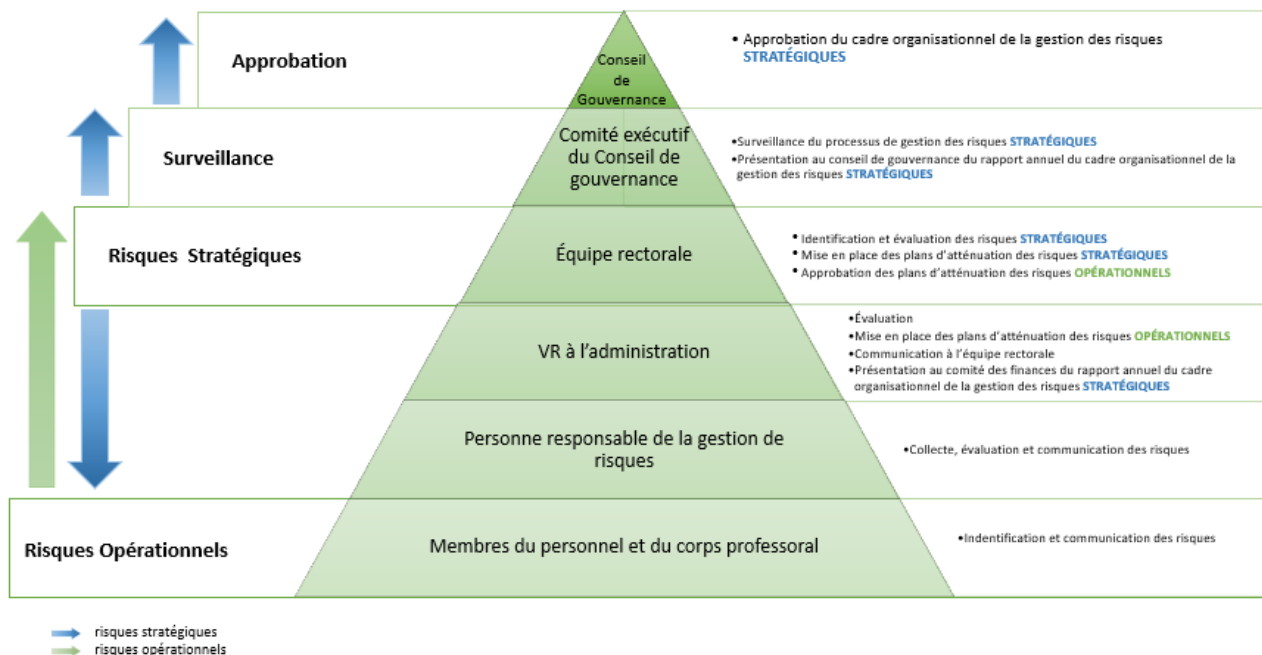 Approbation
Conseil
de
Gouvernance
• Approbation du cadre organisationnel de la gestion des risques
STRATÉGIQUES
Surveillance
Comité exécutif
du Conseil de
gouvernance
•Surveillance du processus de gestion des risques STRATÉGIQUES
•Présentation au conseil de gouvernance du rapport annuel du cadre organisationnel de la
gestion des risques STRATÉGIQUES
Risques Stratégiques
Équipe rectorale
• Identification et évaluation des risques STRATÉGIQUES
• Mise en place des plans d'atténuation des risques STRATÉGIQUES
• Approbation des plans d'atténuation des risques OPÉRATIONNELS
VR à l'administration
•Évaluation
•Mise en place des plans d'atténuation des risques OPÉRATIONNELS
•Communication à l'équipe rectorale
•Présentation au comité des finances du rapport annuel du cadre
organisationnel de la gestion des risques STRATÉGIQUES
Personne responsable de la gestion de
risques
•Collecte, évaluation et communication des risques
Risques Opérationnels
Membres du personnel et du corps professoral
•Indentification et communication des risques
risques stratégiques
risques opérationnels